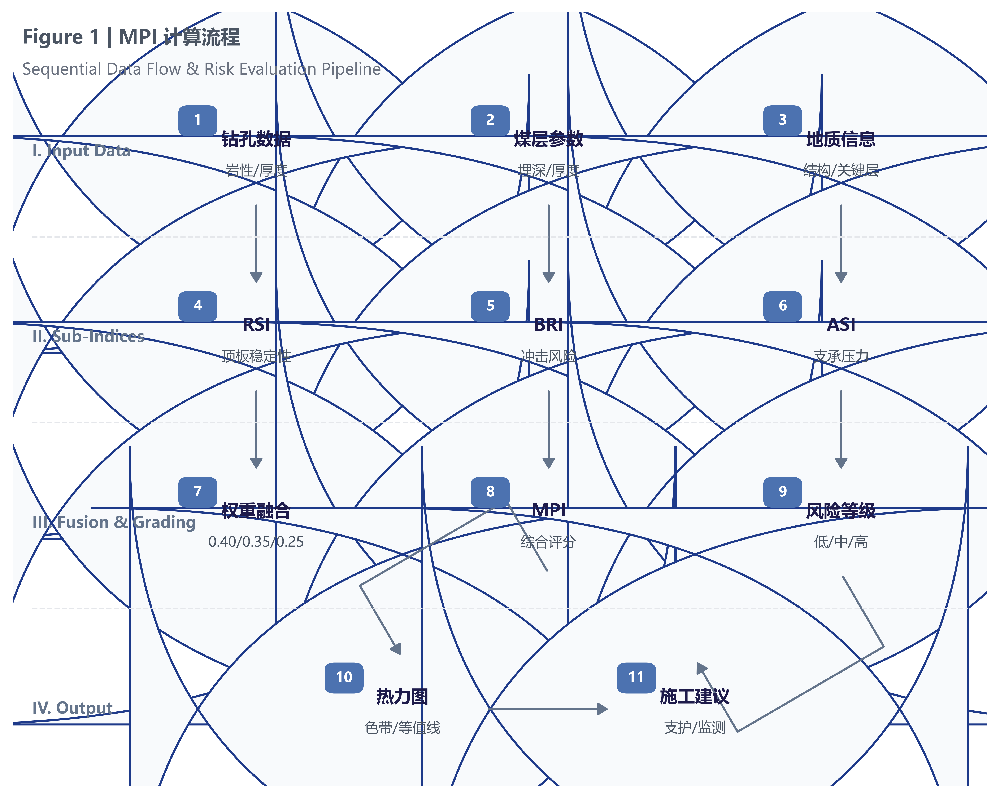 Figure 1 | MPI 计算流程
Sequential Data Flow & Risk Evaluation Pipeline
1
2
3
钻孔数据
煤层参数
地质信息
I. Input Data
岩性/厚度
埋深/厚度
结构/关键层
4
5
6
RSI
BRI
ASI
II. Sub-Indices
顶板稳定性
冲击风险
支承压力
7
8
9
权重融合
MPI
风险等级
III. Fusion & Grading
0.40/0.35/0.25
综合评分
低/中/高
10
11
热力图
施工建议
IV. Output
色带/等值线
支护/监测